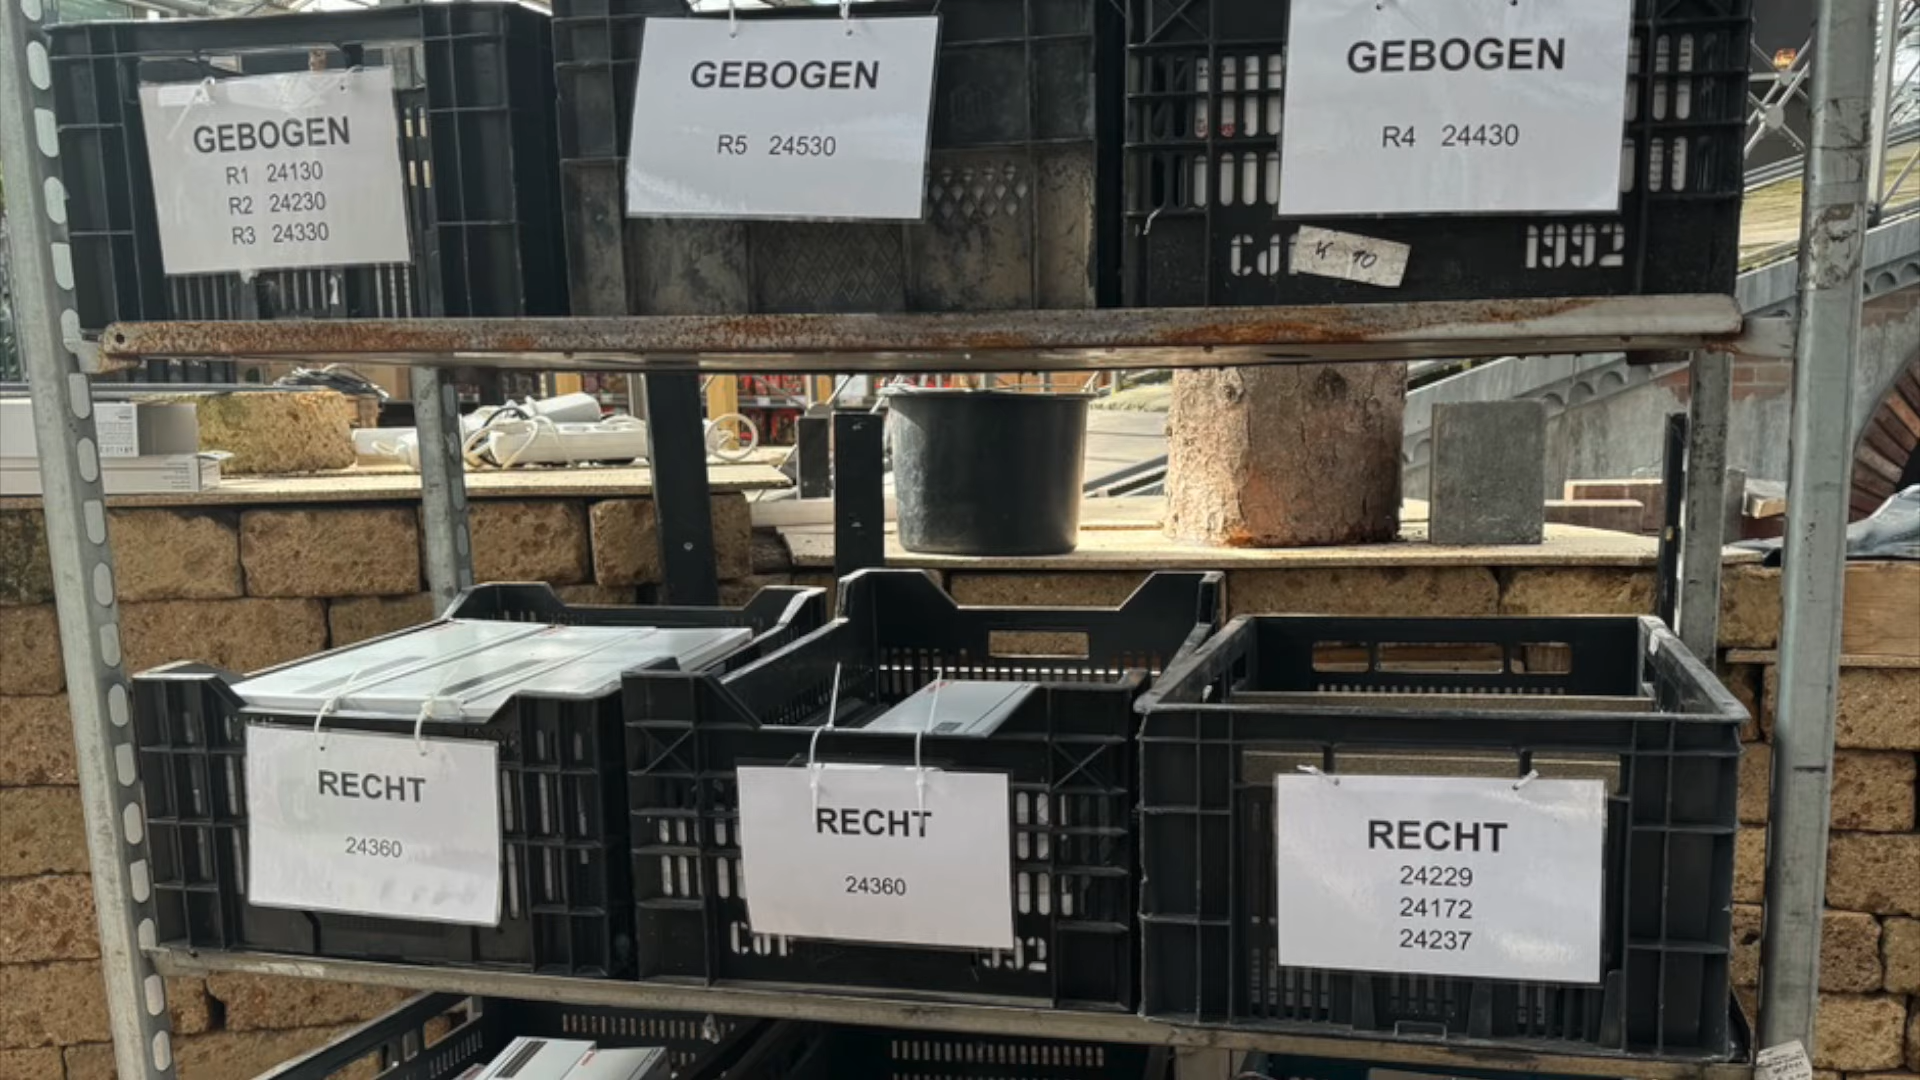 GEBOGEN
R1 24130
R2 24230
R3 24330
GEBOGEN
R5 24530
GEBOGEN
R4 24430
K 10
1992
RECHT
24360
RECHT
24360
RECHT
24229
24172
24237